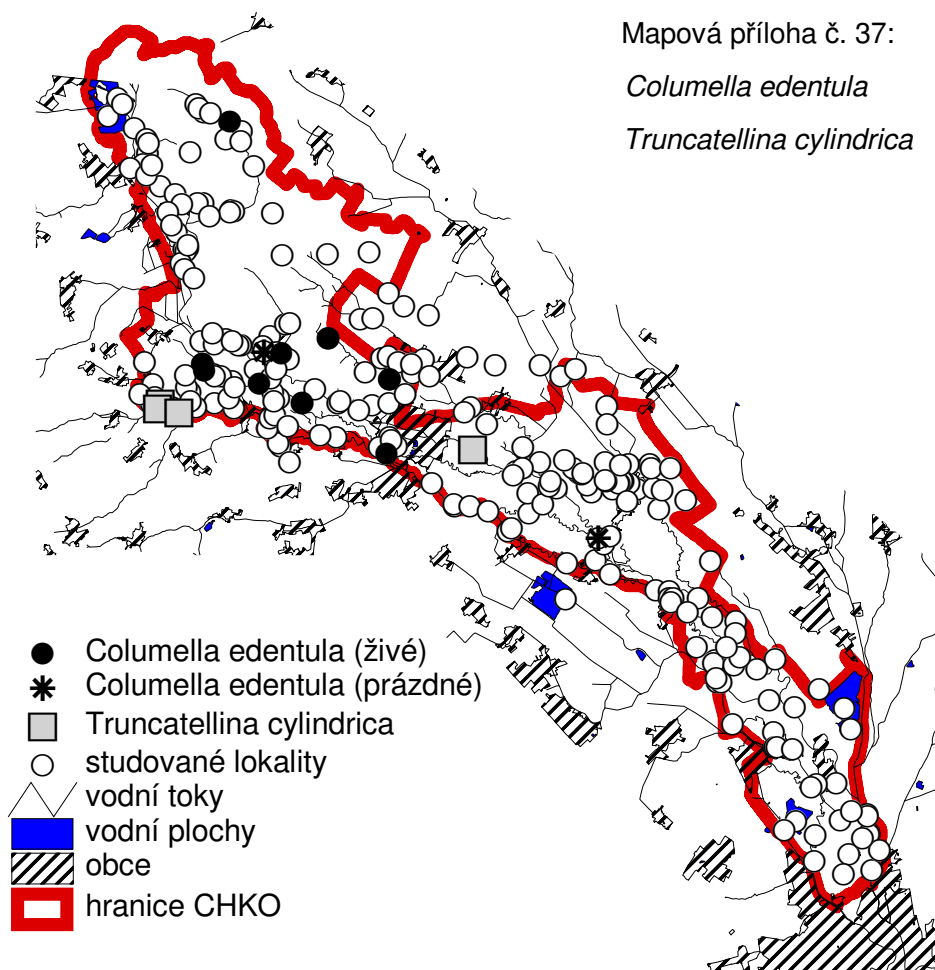 Mapová příloha č. 37:
Columella edentula
Truncatellina cylindrica
Columella edentula (živé)
Columella edentula (prázdné)
Truncatellina cylindrica
studované lokality
vodní toky
vodní plochy
obce
hranice CHKO